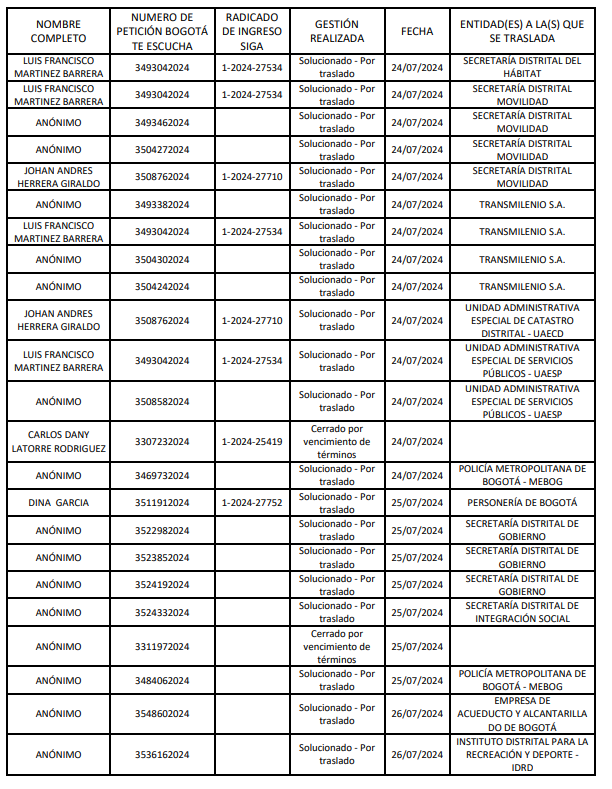 NOMBRE COMPLETO | NUMERO DE PETICIÓN BOGOTÁ TE ESCUCHA | RADICADO DE INGRESO SIGA | GESTIÓN REALIZADA | FECHA | ENTIDAD(ES) A LA(S) QUE SE TRASLADA
LUIS FRANCISCO MARTINEZ BARRERA | 3493042024 | 1-2024-27534 | Solucionado - Por traslado | 24/07/2024 | SECRETARÍA DISTRITAL DEL HÁBITAT
LUIS FRANCISCO MARTINEZ BARRERA | 3493042024 | 1-2024-27534 | Solucionado - Por traslado | 24/07/2024 | SECRETARÍA DISTRITAL MOVILIDAD
ANÓNIMO | 3493462024 | | Solucionado - Por traslado | 24/07/2024 | SECRETARÍA DISTRITAL MOVILIDAD
ANÓNIMO | 3504272024 | | Solucionado - Por traslado | 24/07/2024 | SECRETARÍA DISTRITAL MOVILIDAD
JOHAN ANDRES HERRERA GIRALDO | 3508762024 | 1-2024-27710 | Solucionado - Por traslado | 24/07/2024 | SECRETARÍA DISTRITAL MOVILIDAD
ANÓNIMO | 3493382024 | | Solucionado - Por traslado | 24/07/2024 | TRANSMILENIO S.A.
LUIS FRANCISCO MARTINEZ BARRERA | 3493042024 | 1-2024-27534 | Solucionado - Por traslado | 24/07/2024 | TRANSMILENIO S.A.
ANÓNIMO | 3504302024 | | Solucionado - Por traslado | 24/07/2024 | TRANSMILENIO S.A.
ANÓNIMO | 3504242024 | | Solucionado - Por traslado | 24/07/2024 | TRANSMILENIO S.A.
JOHAN ANDRES HERRERA GIRALDO | 3508762024 | 1-2024-27710 | Solucionado - Por traslado | 24/07/2024 | UNIDAD ADMINISTRATIVA ESPECIAL DE CATASTRO DISTRITAL - UAECD
LUIS FRANCISCO MARTINEZ BARRERA | 3493042024 | 1-2024-27534 | Solucionado - Por traslado | 24/07/2024 | UNIDAD ADMINISTRATIVA ESPECIAL DE SERVICIOS PÚBLICOS - UAESP
ANÓNIMO | 3508582024 | | Solucionado - Por traslado | 24/07/2024 | UNIDAD ADMINISTRATIVA ESPECIAL DE SERVICIOS PÚBLICOS - UAESP
CARLOS DANY LATORRE RODRIGUEZ | 3307232024 | 1-2024-25419 | Cerrado por vencimiento de términos | 24/07/2024 |
ANÓNIMO | 3469732024 | | Solucionado - Por traslado | 24/07/2024 | POLICÍA METROPOLITANA DE BOGOTÁ - MEBOG
DINA GARCIA | 3511912024 | 1-2024-27752 | Solucionado - Por traslado | 25/07/2024 | PERSONERÍA DE BOGOTÁ
ANÓNIMO | 3522982024 | | Solucionado - Por traslado | 25/07/2024 | SECRETARÍA DISTRITAL DE GOBIERNO
ANÓNIMO | 3523852024 | | Solucionado - Por traslado | 25/07/2024 | SECRETARÍA DISTRITAL DE GOBIERNO
ANÓNIMO | 3524192024 | | Solucionado - Por traslado | 25/07/2024 | SECRETARÍA DISTRITAL DE GOBIERNO
ANÓNIMO | 3524332024 | | Solucionado - Por traslado | 25/07/2024 | SECRETARÍA DISTRITAL DE INTEGRACIÓN SOCIAL
ANÓNIMO | 3311972024 | | Cerrado por vencimiento de términos | 25/07/2024 |
ANÓNIMO | 3484062024 | | Solucionado - Por traslado | 25/07/2024 | POLICÍA METROPOLITANA DE BOGOTÁ - MEBOG
ANÓNIMO | 3548602024 | | Solucionado - Por traslado | 26/07/2024 | EMPRESA DE ACUEDUCTO Y ALCANTARILLA DO DE BOGOTÁ
ANÓNIMO | 3536162024 | | Solucionado - Por traslado | 26/07/2024 | INSTITUTO DISTRITAL PARA LA RECREACIÓN Y DEPORTE - IDRD